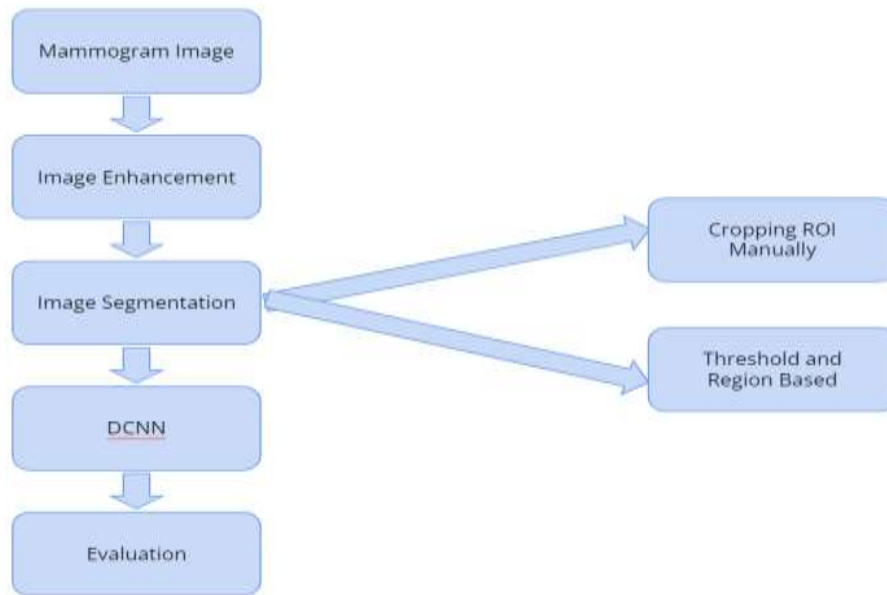 Mammogram Image
Image Enhancement
Image Segmentation
DCNN
Evaluation
Cropping ROI
Manually
Threshold and
Region Based